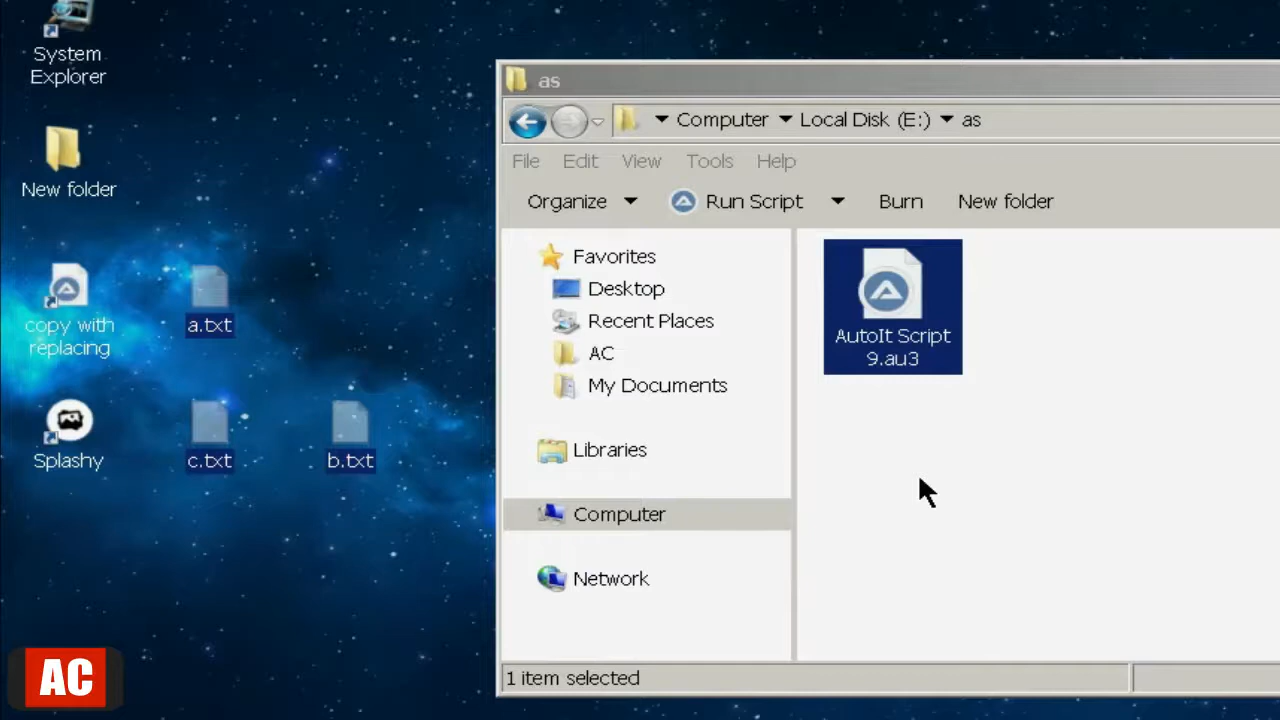 System
Explorer
New folder
copy with
replacing
a.txt
Splashy
c.txt
b.txt
AC
as
Computer
Local Disk (E:)
as
File
Edit
View
Tools
Help
Organize
Run Script
Burn
New folder
Favorites
Desktop
Recent Places
AC
My Documents
Libraries
Computer
Network
AutoIt Script
9.au3
1 item selected